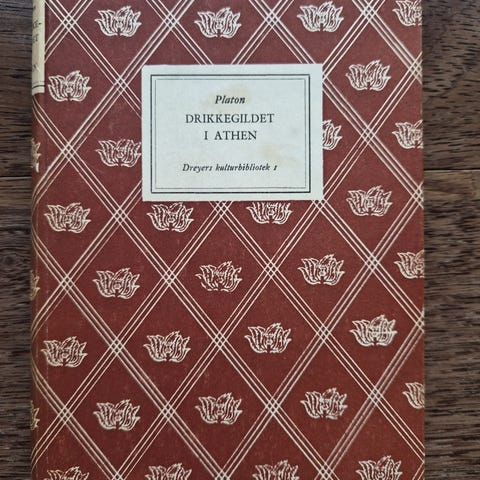 Platon
DRIKKEGILDET
I ATHEN
Dreyers kulturbibliotek 1